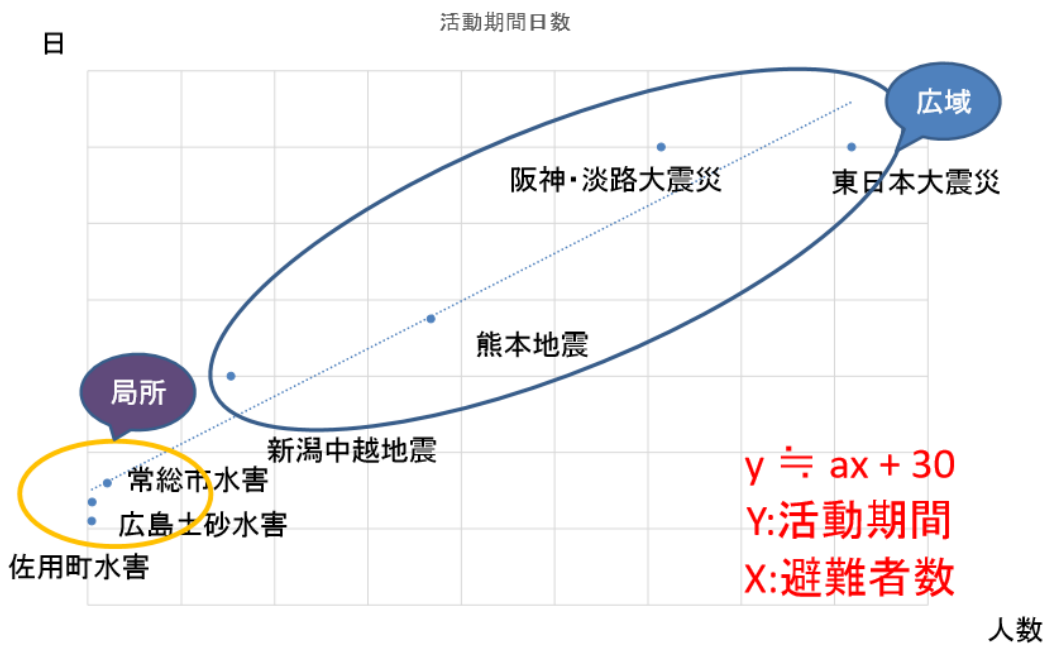 活動期間日数
日
広域
阪神・淡路大震災
東日本大震災
熊本地震
局所
新潟中越地震
常総市水害
広島土砂水害
佐用町水害
y ≒ ax + 30
Y:活動期間
X:避難者数
人数